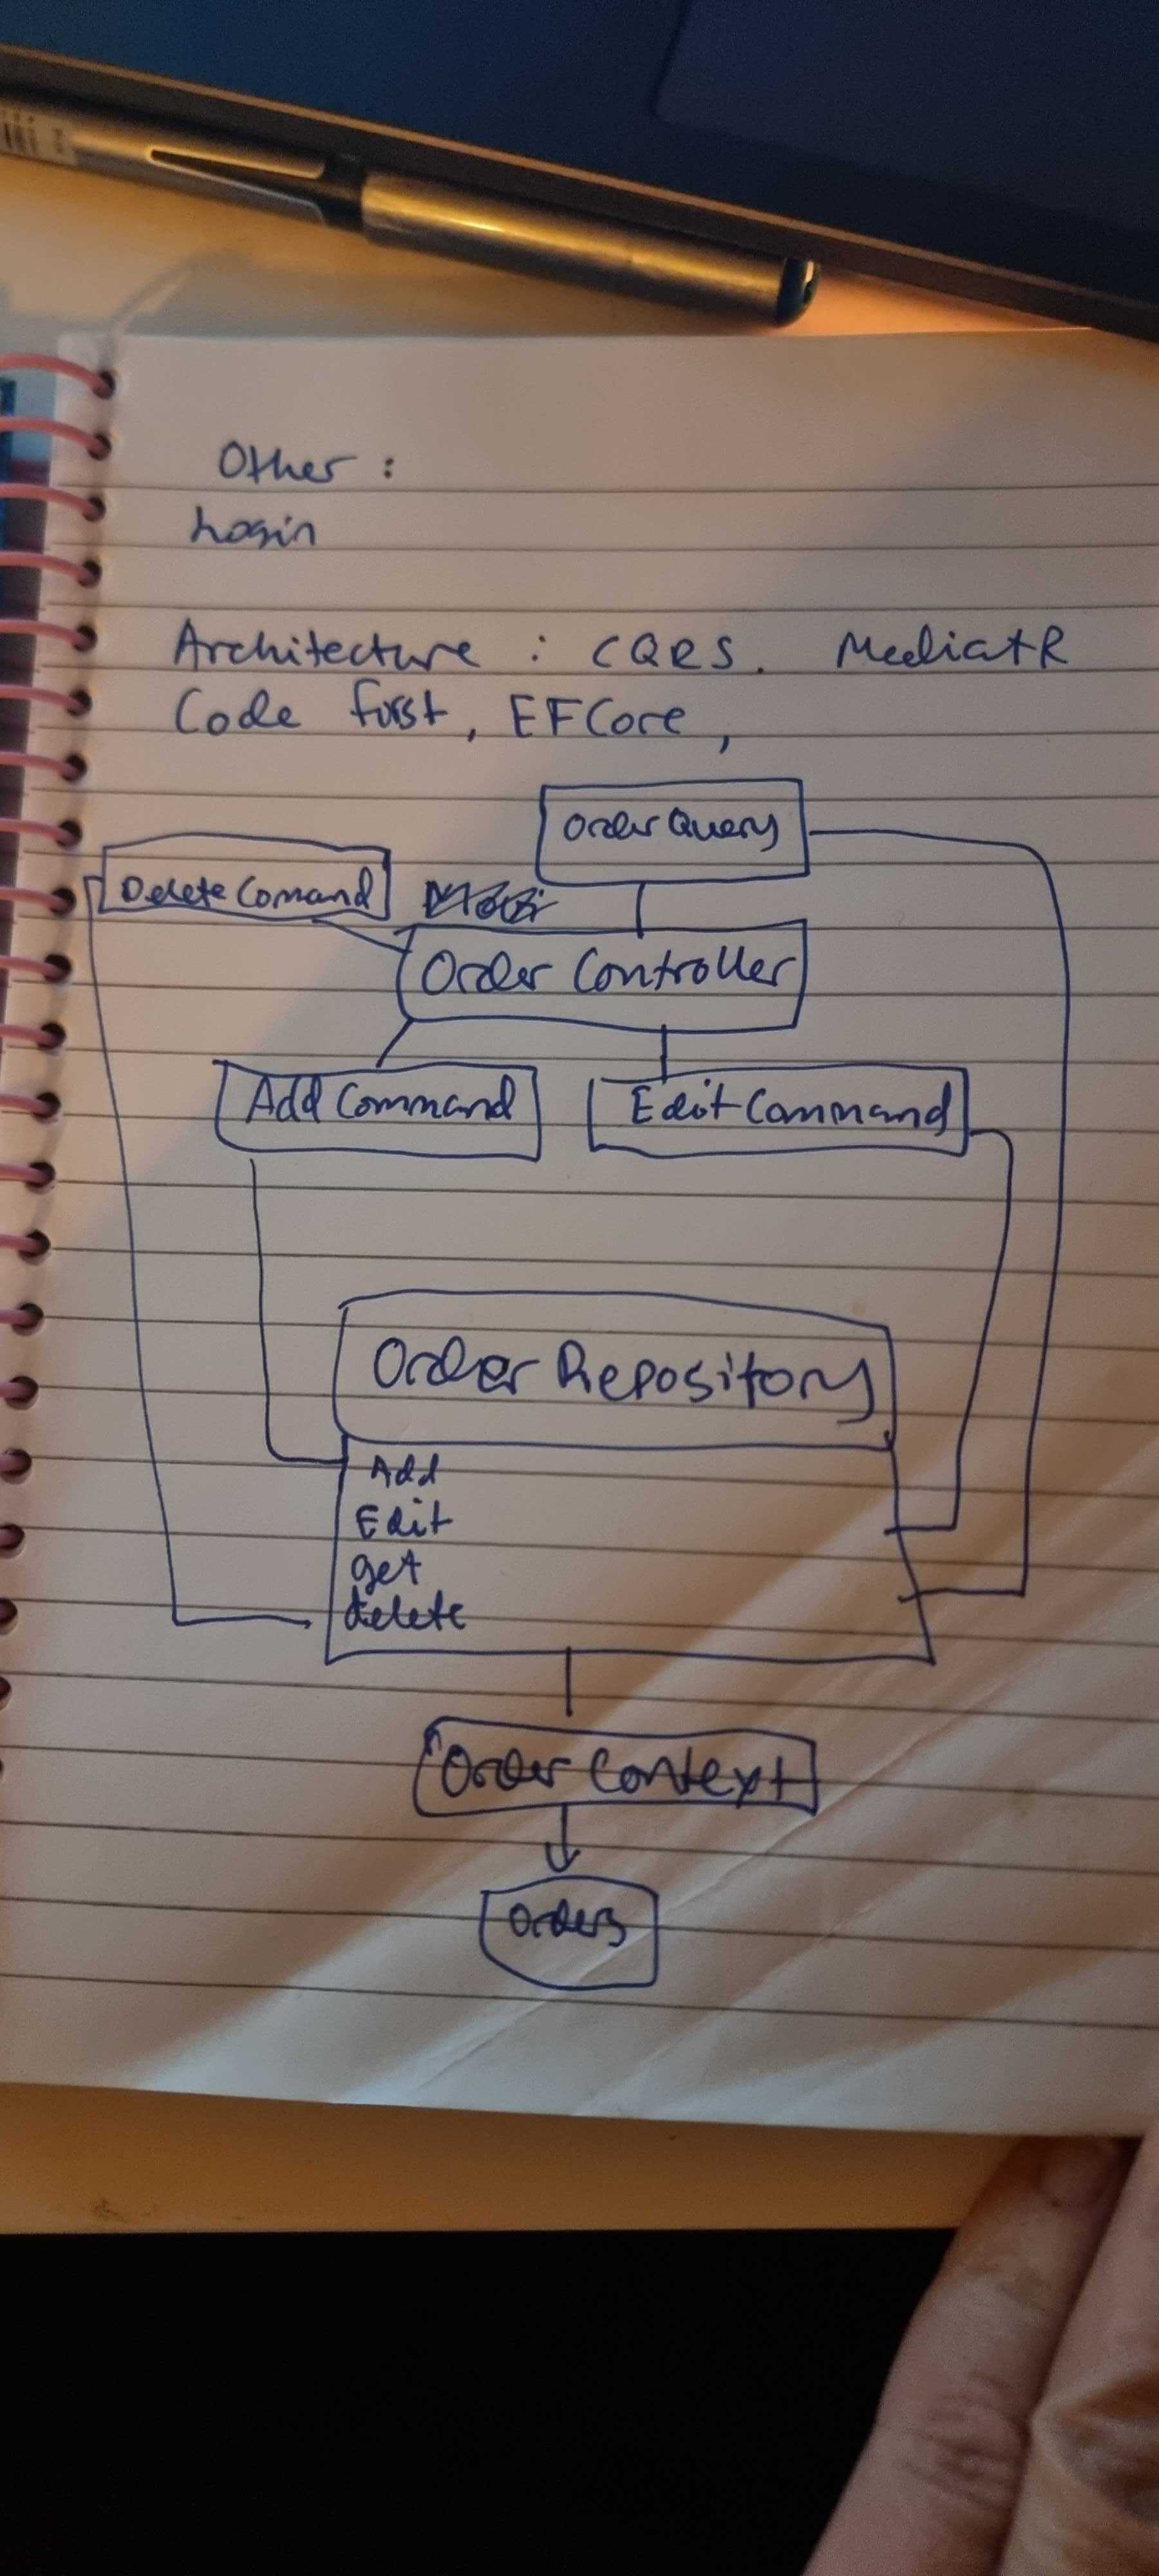 Other :
Login
Architecture : CQRS. MediatR
Code first, EFCore,
Order Query
Delete Comand
Order Controller
Add Command
Edit Command
Order Repository
Add
Edit
get
delete
Order Context
Orders